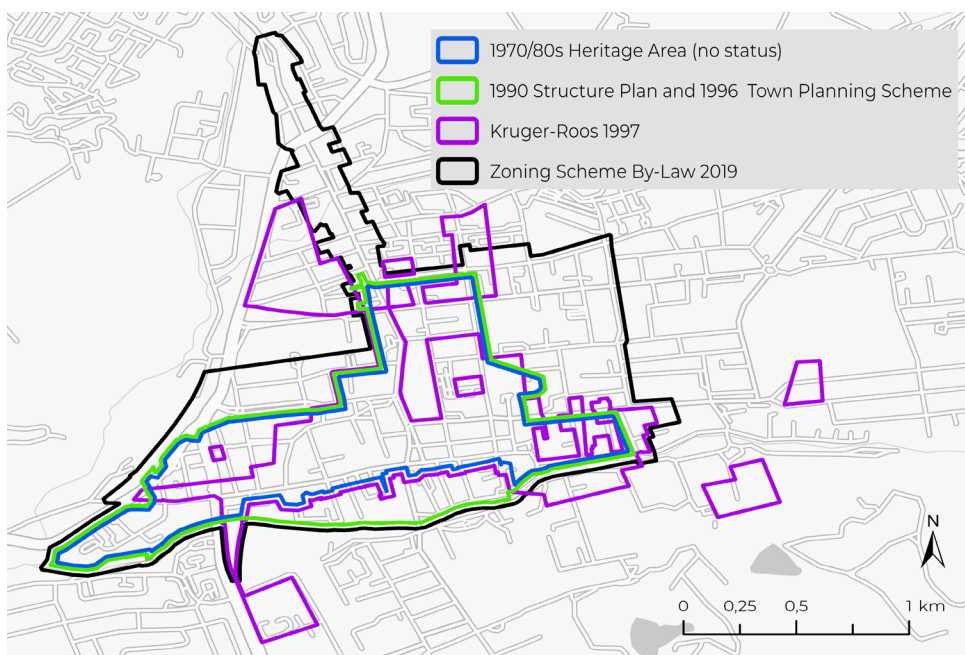 1970/80s Heritage Area (no status)
1990 Structure Plan and 1996 Town Planning Scheme
Kruger-Roos 1997
Zoning Scheme By-Law 2019
N
0 0,25 0,5 1 km